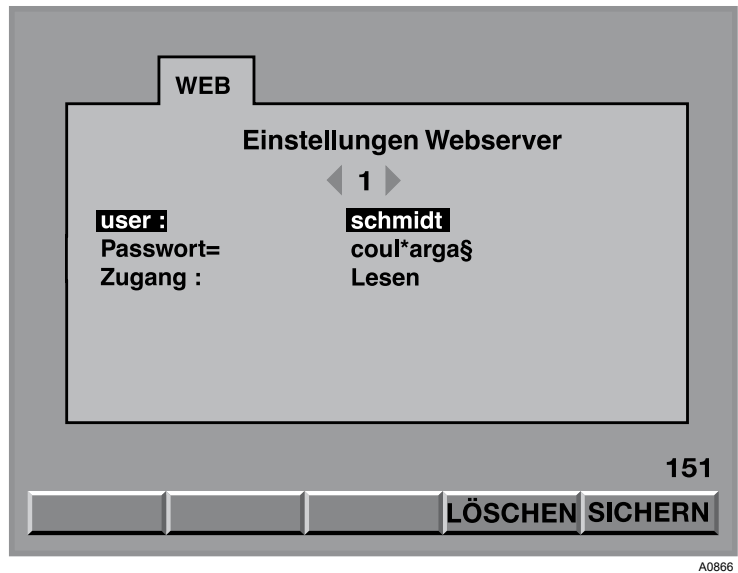 WEB
Einstellungen Webserver
1
user : schmidt
Passwort= coul*arga§
Zugang : Lesen
151
LÖSCHEN SICHERN
A0866